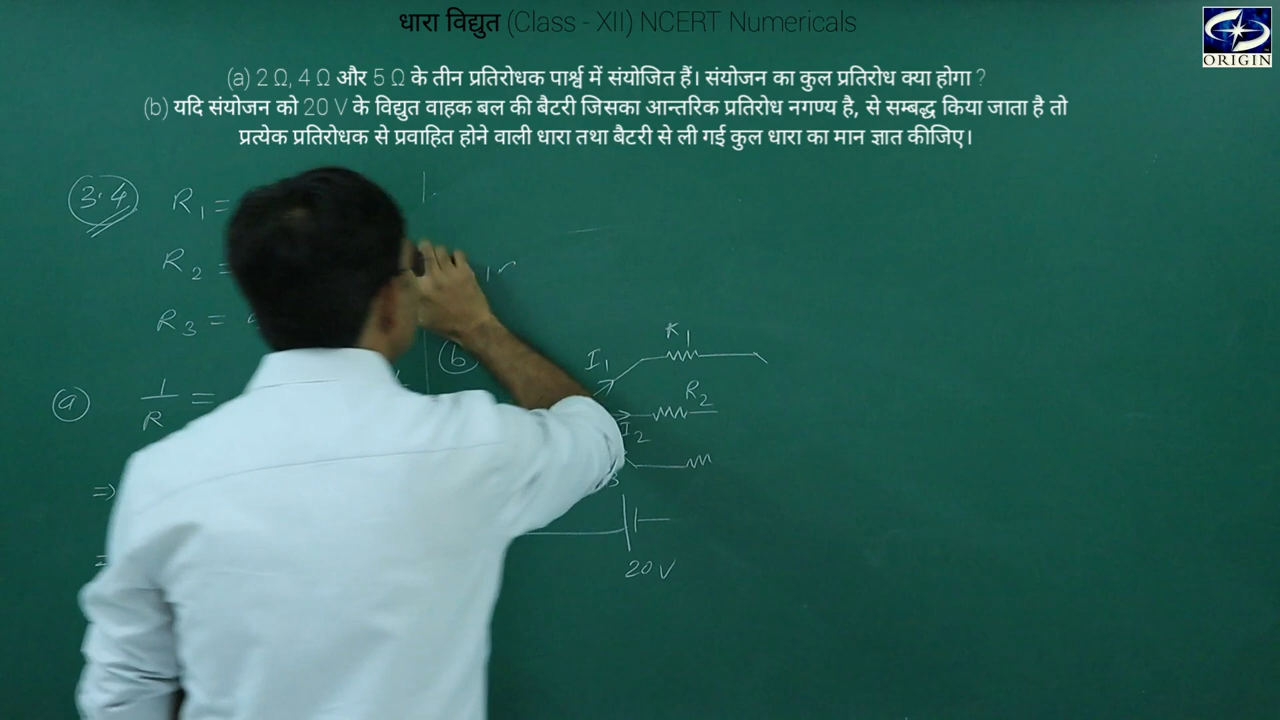 धारा विद्युत (Class - XII) NCERT Numericals
ORIGIN
(a) 2 Ω, 4 Ω और 5 Ω के तीन प्रतिरोधक पार्श्व में संयोजित हैं। संयोजन का कुल प्रतिरोध क्या होगा ?
(b) यदि संयोजन को 20 V के विद्युत वाहक बल की बैटरी जिसका आन्तरिक प्रतिरोध नगण्य है, से सम्बद्ध किया जाता है तो
प्रत्येक प्रतिरोधक से प्रवाहित होने वाली धारा तथा बैटरी से ली गई कुल धारा का मान ज्ञात कीजिए।
3.4 R₁ =
R₂ =
R₃ =
(b) I₁ R₁
(a) 1/R =
R₂
I₂
⇒
20 V